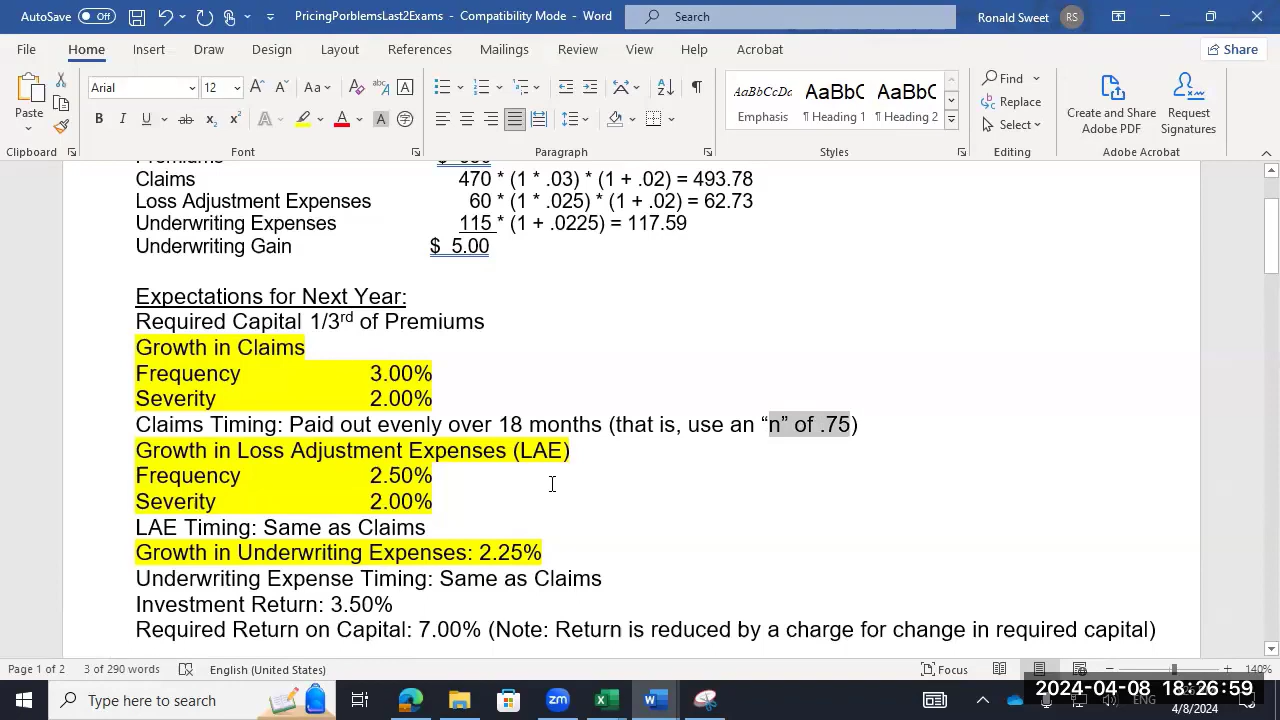 AutoSave Off PricingPorblemsLast2Exams - Compatibility Mode - Word Search Ronald Sweet RS
File Home Insert Draw Design Layout References Mailings Review View Help Acrobat Share
Paste Arial 12 Find Replace Select
AaBbCcDc AaBbC AaBbC
Emphasis ¶ Heading 1 ¶ Heading 2
Create and Share Adobe PDF Request Signatures
Clipboard Font Paragraph Styles Editing Adobe Acrobat
Premiums
Claims 470 * (1 * .03) * (1 + .02) = 493.78
Loss Adjustment Expenses 60 * (1 * .025) * (1 + .02) = 62.73
Underwriting Expenses 115 * (1 + .0225) = 117.59
Underwriting Gain $ 5.00
Expectations for Next Year:
Required Capital 1/3rd of Premiums
Growth in Claims
Frequency 3.00%
Severity 2.00%
Claims Timing: Paid out evenly over 18 months (that is, use an “n” of .75)
Growth in Loss Adjustment Expenses (LAE)
Frequency 2.50%
Severity 2.00%
LAE Timing: Same as Claims
Growth in Underwriting Expenses: 2.25%
Underwriting Expense Timing: Same as Claims
Investment Return: 3.50%
Required Return on Capital: 7.00% (Note: Return is reduced by a charge for change in required capital)
Page 1 of 2 3 of 290 words English (United States) Focus 140%
Type here to search
2024-04-08 18:26:59
4/8/2024